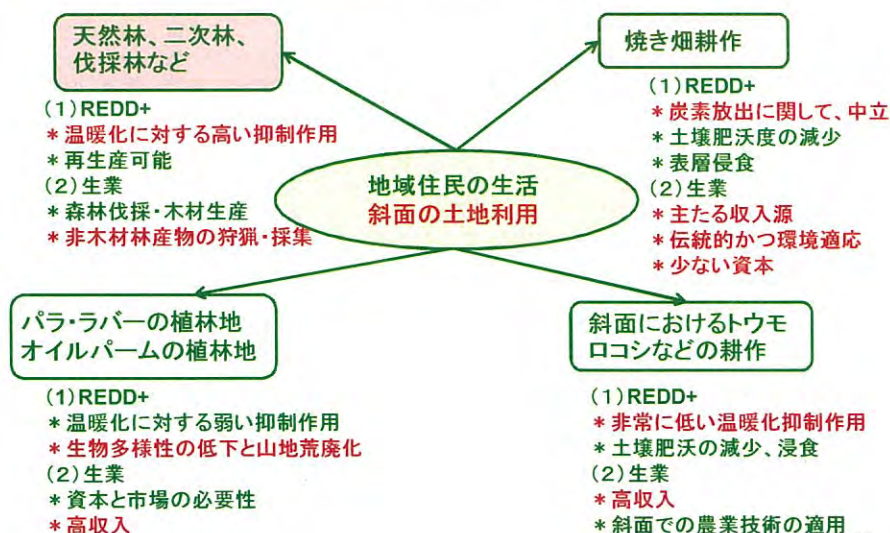 天然林、二次林、
伐採林など
(1)REDD+
*温暖化に対する高い抑制作用
*再生産可能
(2)生業
*森林伐採・木材生産
*非木材林産物の狩猟・採集
焼き畑耕作
(1)REDD+
*炭素放出に関して、中立
*土壌肥沃度の減少
*表層侵食
(2)生業
*主たる収入源
*伝統的かつ環境適応
*少ない資本
地域住民の生活
斜面の土地利用
パラ・ラバーの植林地
オイルパームの植林地
(1)REDD+
*温暖化に対する弱い抑制作用
*生物多様性の低下と山地荒廃化
(2)生業
*資本と市場の必要性
*高収入
斜面におけるトウモ
ロコシなどの耕作
(1)REDD+
*非常に低い温暖化抑制作用
*土壌肥沃の減少、浸食
(2)生業
*高収入
*斜面での農業技術の適用